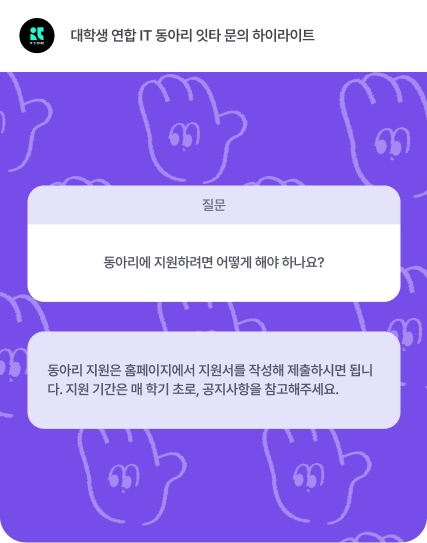 대학생 연합 IT 동아리 잇타 문의 하이라이트
질문
동아리에 지원하려면 어떻게 해야 하나요?
동아리 지원은 홈페이지에서 지원서를 작성해 제출하시면 됩니
다. 지원 기간은 매 학기 초로, 공지사항을 참고해주세요.